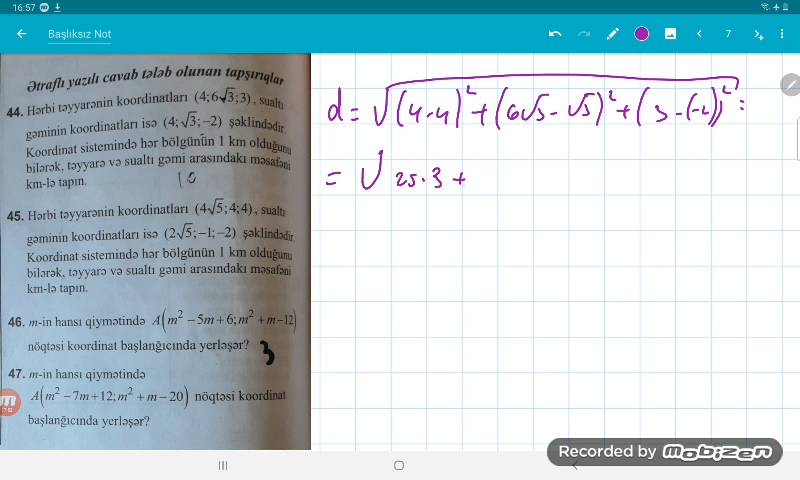 16:57
Başlıksız Not
7
Ətraflı yazılı cavab tələb olunan tapşırıqlar
44. Hərbi təyyarənin koordinatları (4;6√3;3), sualtı
gəminin koordinatları isə (4;√3;−2) şəklindədir.
Koordinat sistemində hər bölgünün 1 km olduğunu
bilərək, təyyarə və sualtı gəmi arasındakı məsafəni
km-lə tapın.
10
45. Hərbi təyyarənin koordinatları (4√5;4;4), sualtı
gəminin koordinatları isə (2√5;−1;−2) şəklindədir.
Koordinat sistemində hər bölgünün 1 km olduğunu
bilərək, təyyarə və sualtı gəmi arasındakı məsafəni
km-lə tapın.
46. m-in hansı qiymətində A(m² −5m+6;m² +m−12)
nöqtəsi koordinat başlanğıcında yerləşər? 3
47. m-in hansı qiymətində
A(m² −7m+12;m² +m−20) nöqtəsi koordinat
başlanğıcında yerləşər?
d = √(4-4)² + (6√3 - √3)² + (3 - (-2))² =
= √ 25·3 +
Recorded by mobizen